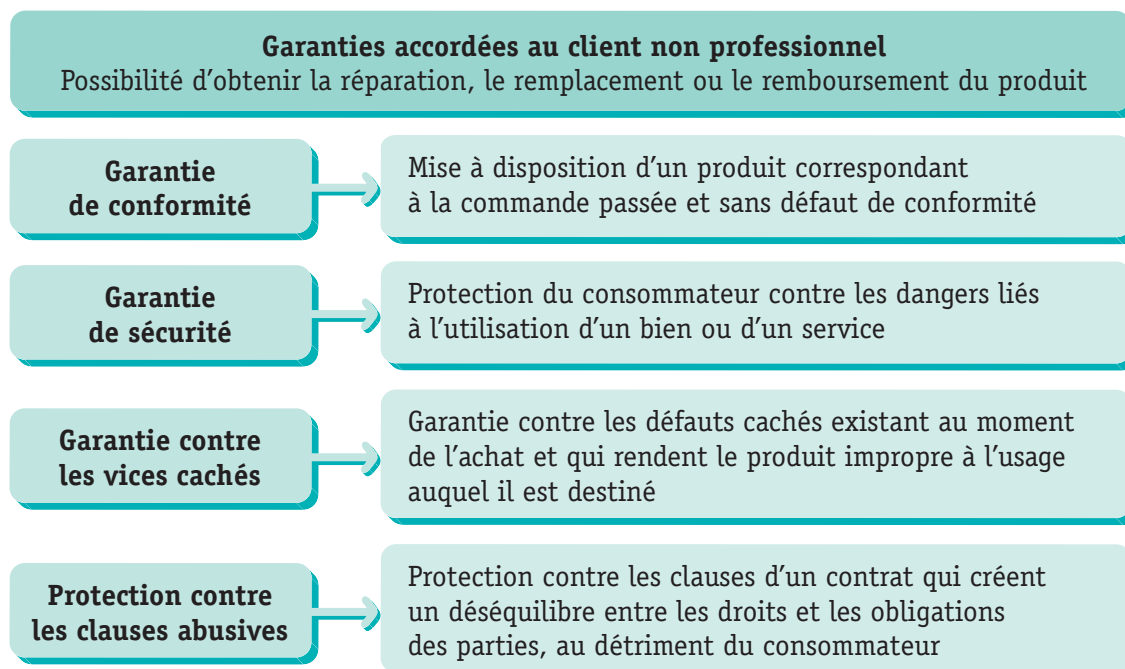 Garanties accordées au client non professionnel
Possibilité d’obtenir la réparation, le remplacement ou le remboursement du produit
Garantie
de conformité
Mise à disposition d’un produit correspondant
à la commande passée et sans défaut de conformité
Garantie
de sécurité
Protection du consommateur contre les dangers liés
à l’utilisation d’un bien ou d’un service
Garantie contre
les vices cachés
Garantie contre les défauts cachés existant au moment
de l’achat et qui rendent le produit impropre à l’usage
auquel il est destiné
Protection contre
les clauses abusives
Protection contre les clauses d’un contrat qui créent
un déséquilibre entre les droits et les obligations
des parties, au détriment du consommateur